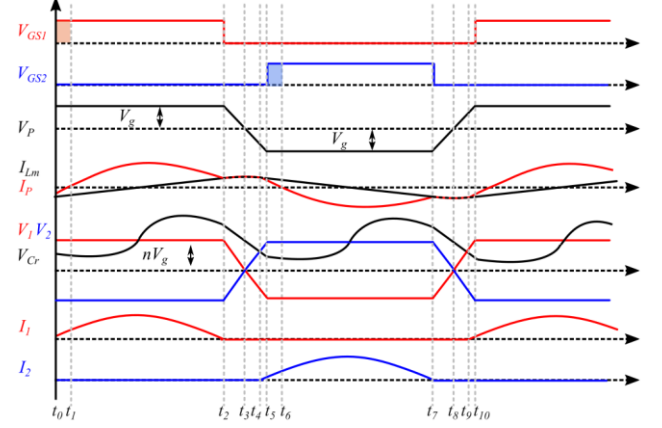 V_GS1
V_GS2
V_g
V_P
V_g
I_Lm
I_P
V_1 V_2
V_Cr
nV_g
I_1
I_2
t_0 t_1 t_2 t_3 t_4 t_5 t_6 t_7 t_8 t_9 t_10